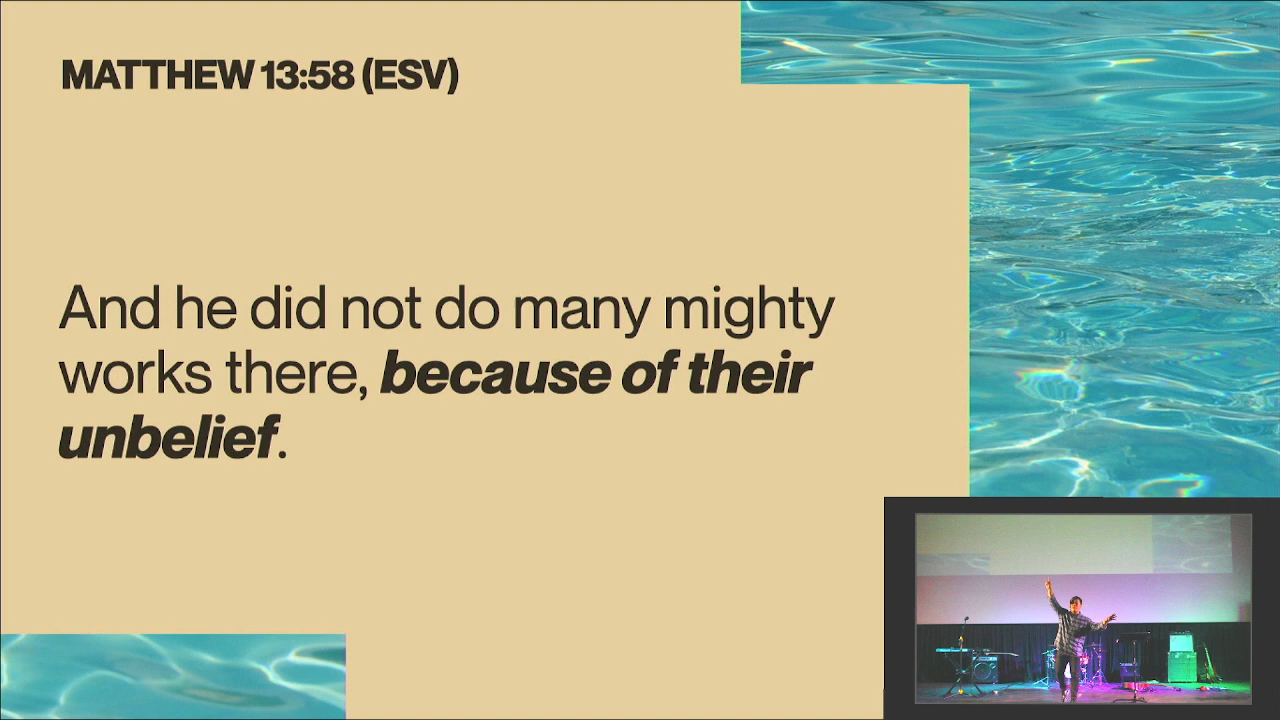 MATTHEW 13:58 (ESV)
And he did not do many mighty
works there, because of their
unbelief.